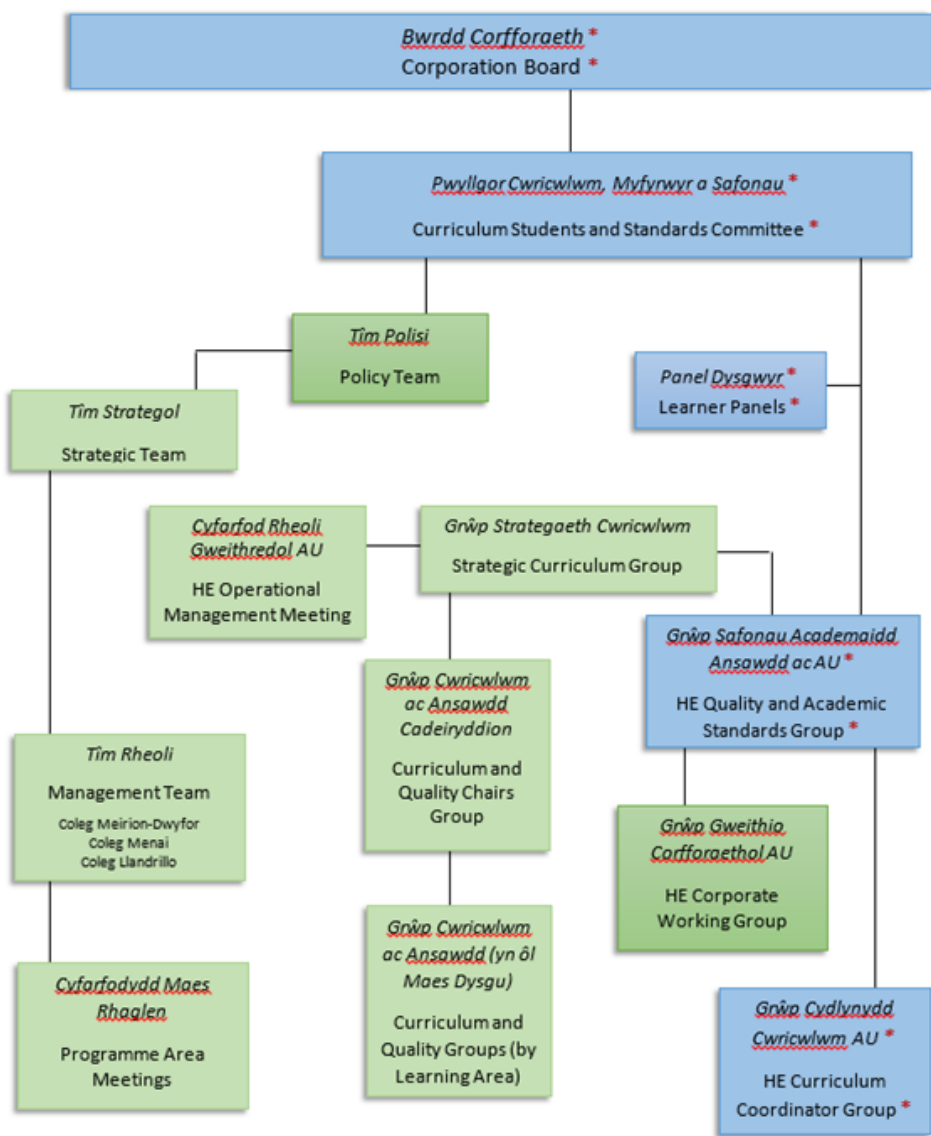 Bwrdd Corfforaeth *
Corporation Board *
Pwyllgor Cwricwlwm, Myfyrwyr a Safonau *
Curriculum Students and Standards Committee *
Tîm Polisi
Policy Team
Panel Dysgwyr *
Learner Panels *
Tîm Strategol
Strategic Team
Cyfarfod Rheoli
Gweithredol AU
HE Operational
Management Meeting
Grŵp Strategaeth Cwricwlwm
Strategic Curriculum Group
Grŵp Safonau Academaidd
Ansawdd ac AU *
HE Quality and Academic
Standards Group *
Grŵp Cwricwlwm
ac Ansawdd
Cadeiryddion
Curriculum and
Quality Chairs
Group
Tîm Rheoli
Management Team
Coleg Meirion-Dwyfor
Coleg Menai
Coleg Llandrillo
Grŵp Gweithio
Corfforaethol AU
HE Corporate
Working Group
Grŵp Cwricwlwm
ac Ansawdd (yn ôl
Maes Dysgu)
Curriculum and
Quality Groups (by
Learning Area)
Cyfarfodydd Maes
Rhaglen
Programme Area
Meetings
Grŵp Cydlynydd
Cwricwlwm AU *
HE Curriculum
Coordinator Group *